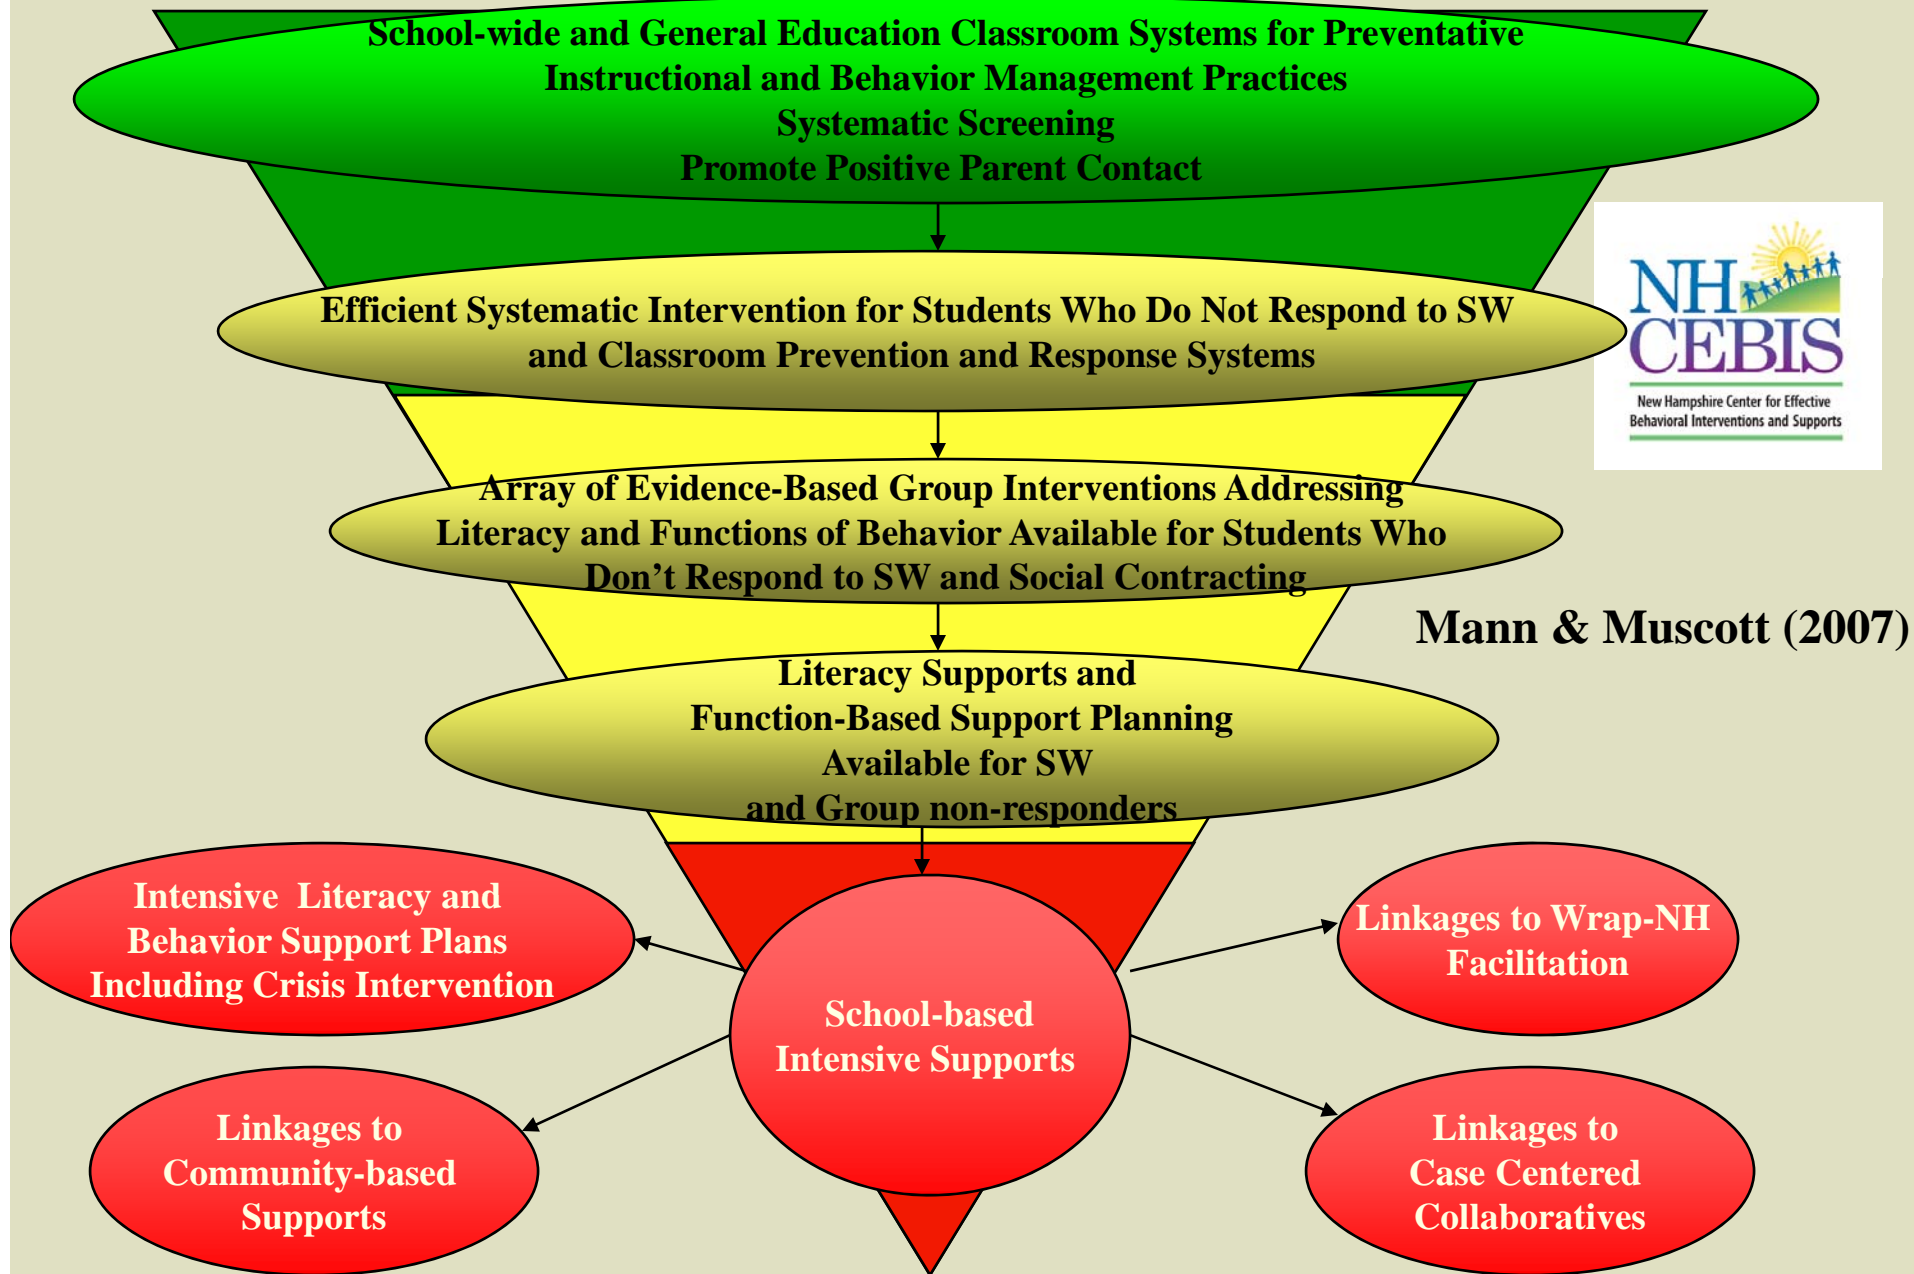 School-wide and General Education Classroom Systems for Preventative
Instructional and Behavior Management Practices
Systematic Screening
Promote Positive Parent Contact
Efficient Systematic Intervention for Students Who Do Not Respond to SW
and Classroom Prevention and Response Systems
NH
CEBIS
New Hampshire Center for Effective
Behavioral Interventions and Supports
Array of Evidence-Based Group Interventions Addressing
Literacy and Functions of Behavior Available for Students Who
Don’t Respond to SW and Social Contracting
Mann & Muscott (2007)
Literacy Supports and
Function-Based Support Planning
Available for SW
and Group non-responders
Intensive Literacy and
Behavior Support Plans
Including Crisis Intervention
Linkages to Wrap-NH
Facilitation
School-based
Intensive Supports
Linkages to
Community-based
Supports
Linkages to
Case Centered
Collaboratives